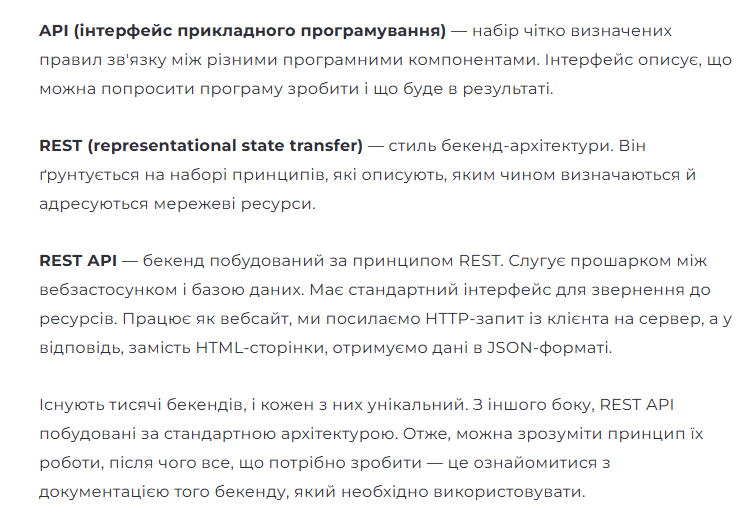 API (інтерфейс прикладного програмування) — набір чітко визначених
правил зв'язку між різними програмними компонентами. Інтерфейс описує, що
можна попросити програму зробити і що буде в результаті.
REST (representational state transfer) — стиль бекенд-архітектури. Він
ґрунтується на наборі принципів, які описують, яким чином визначаються й
адресуються мережеві ресурси.
REST API — бекенд побудований за принципом REST. Слугує прошарком між
вебзастосунком і базою даних. Має стандартний інтерфейс для звернення до
ресурсів. Працює як вебсайт, ми посилаємо HTTP-запит із клієнта на сервер, а у
відповідь, замість HTML-сторінки, отримуємо дані в JSON-форматі.
Існують тисячі бекендів, і кожен з них унікальний. З іншого боку, REST API
побудовані за стандартною архітектурою. Отже, можна зрозуміти принцип їх
роботи, після чого все, що потрібно зробити — це ознайомитися з
документацією того бекенду, який необхідно використовувати.